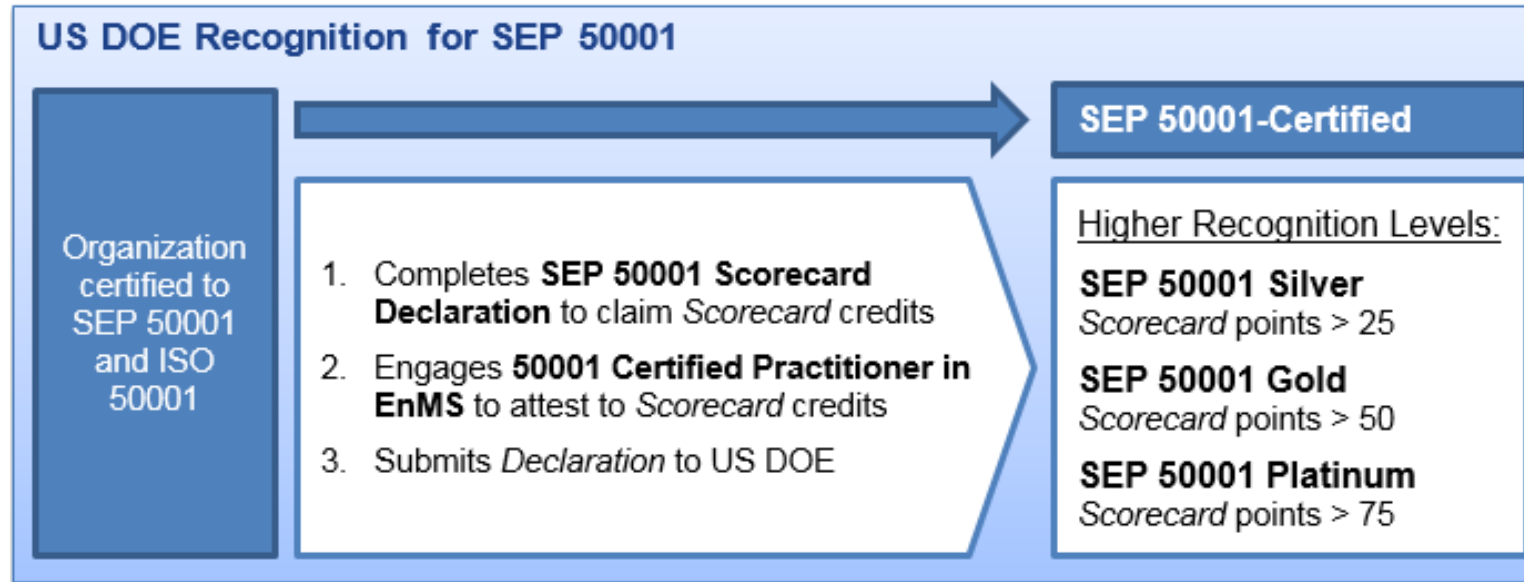 US DOE Recognition for SEP 50001
Organization
certified to
SEP 50001
and ISO
50001
1. Completes SEP 50001 Scorecard
Declaration to claim Scorecard credits
2. Engages 50001 Certified Practitioner in
EnMS to attest to Scorecard credits
3. Submits Declaration to US DOE
SEP 50001-Certified
Higher Recognition Levels:
SEP 50001 Silver
Scorecard points > 25
SEP 50001 Gold
Scorecard points > 50
SEP 50001 Platinum
Scorecard points > 75